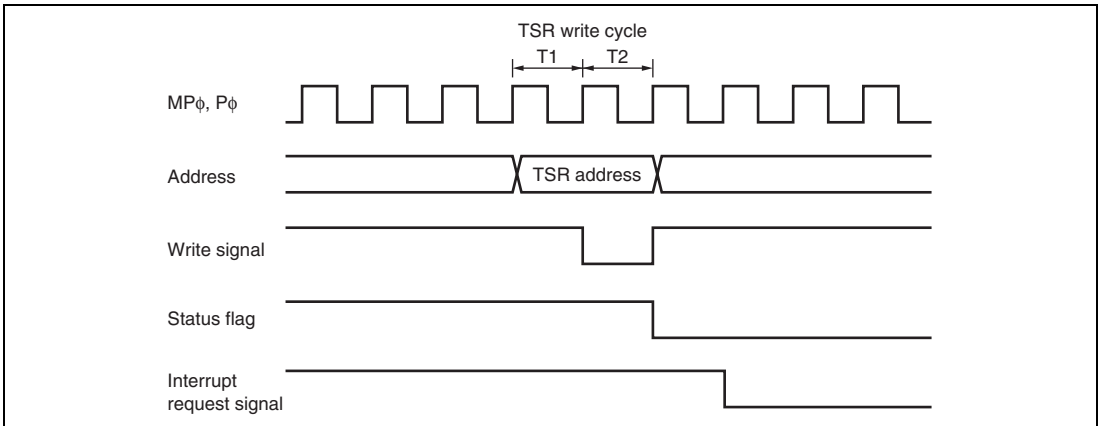 TSR write cycle
T1 T2
MPϕ, Pϕ
Address
TSR address
Write signal
Status flag
Interrupt
request signal